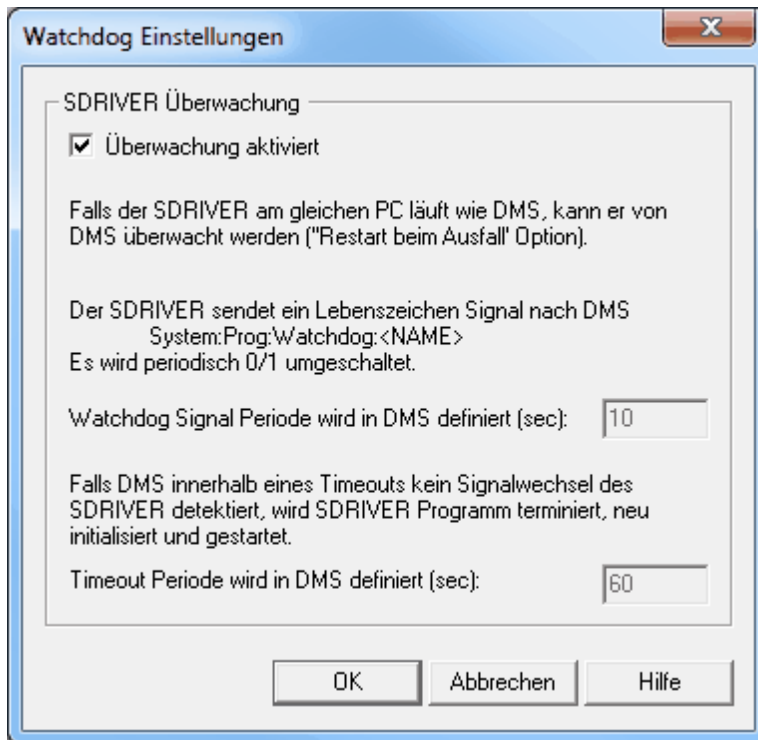 Watchdog Einstellungen
SDRIVER Überwachung
Überwachung aktiviert
Falls der SDRIVER am gleichen PC läuft wie DMS, kann er von
DMS überwacht werden ("Restart beim Ausfall' Option).
Der SDRIVER sendet ein Lebenszeichen Signal nach DMS
System:Prog:Watchdog:<NAME>
Es wird periodisch 0/1 umgeschaltet.
Watchdog Signal Periode wird in DMS definiert (sec): 10
Falls DMS innerhalb eines Timeouts kein Signalwechsel des
SDRIVER detektiert, wird SDRIVER Programm terminiert, neu
initialisiert und gestartet.
Timeout Periode wird in DMS definiert (sec): 60
OK Abbrechen Hilfe